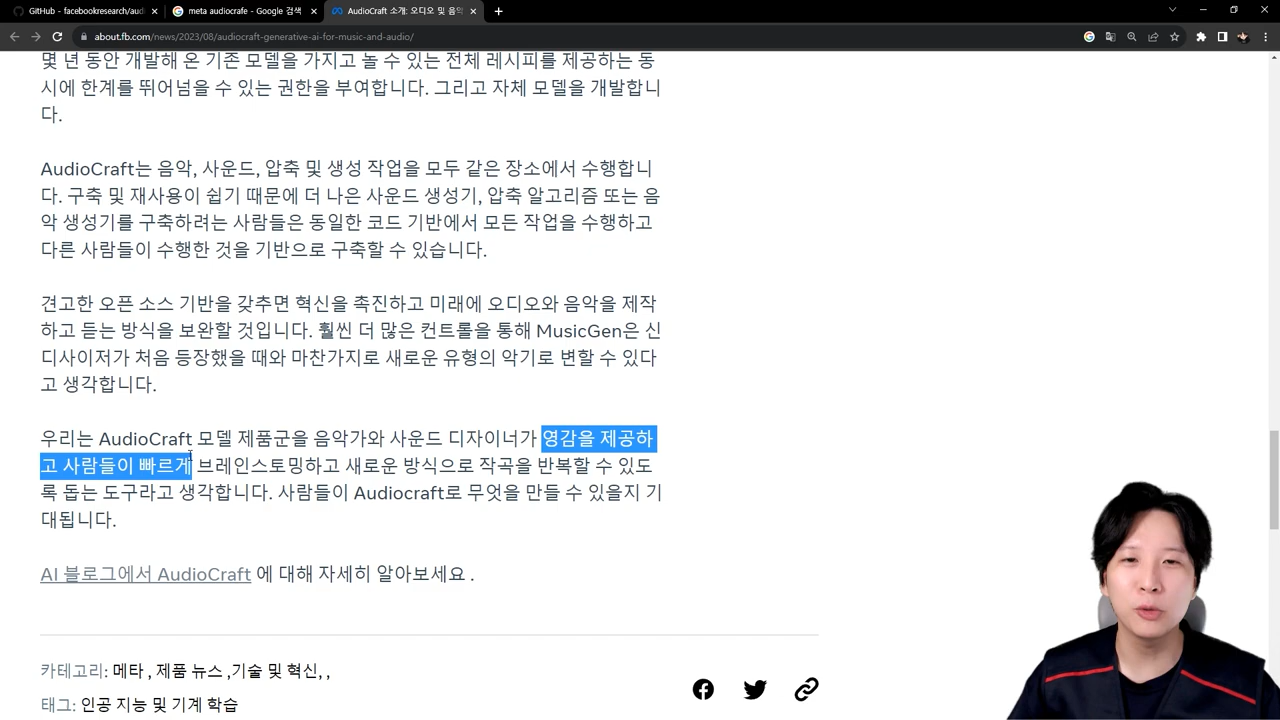 GitHub - facebookresearch/aud
meta audiocrafe - Google 검색
AudioCraft 소개: 오디오 및 음악
about.fb.com/news/2023/08/audiocraft-generative-ai-for-music-and-audio/
몇 년 동안 개발해 온 기존 모델을 가지고 놀 수 있는 전체 레시피를 제공하는 동
시에 한계를 뛰어넘을 수 있는 권한을 부여합니다. 그리고 자체 모델을 개발합니
다.
AudioCraft는 음악, 사운드, 압축 및 생성 작업을 모두 같은 장소에서 수행합니
다. 구축 및 재사용이 쉽기 때문에 더 나은 사운드 생성기, 압축 알고리즘 또는 음
악 생성기를 구축하려는 사람들은 동일한 코드 기반에서 모든 작업을 수행하고
다른 사람들이 수행한 것을 기반으로 구축할 수 있습니다.
견고한 오픈 소스 기반을 갖추면 혁신을 촉진하고 미래에 오디오와 음악을 제작
하고 듣는 방식을 보완할 것입니다. 훨씬 더 많은 컨트롤을 통해 MusicGen은 신
디사이저가 처음 등장했을 때와 마찬가지로 새로운 유형의 악기로 변할 수 있다
고 생각합니다.
우리는 AudioCraft 모델 제품군을 음악가와 사운드 디자이너가 영감을 제공하
고 사람들이 빠르게 브레인스토밍하고 새로운 방식으로 작곡을 반복할 수 있도
록 돕는 도구라고 생각합니다. 사람들이 Audiocraft로 무엇을 만들 수 있을지 기
대됩니다.
AI 블로그에서 AudioCraft 에 대해 자세히 알아보세요 .
카테고리: 메타 , 제품 뉴스 ,기술 및 혁신, ,
태그: 인공 지능 및 기계 학습